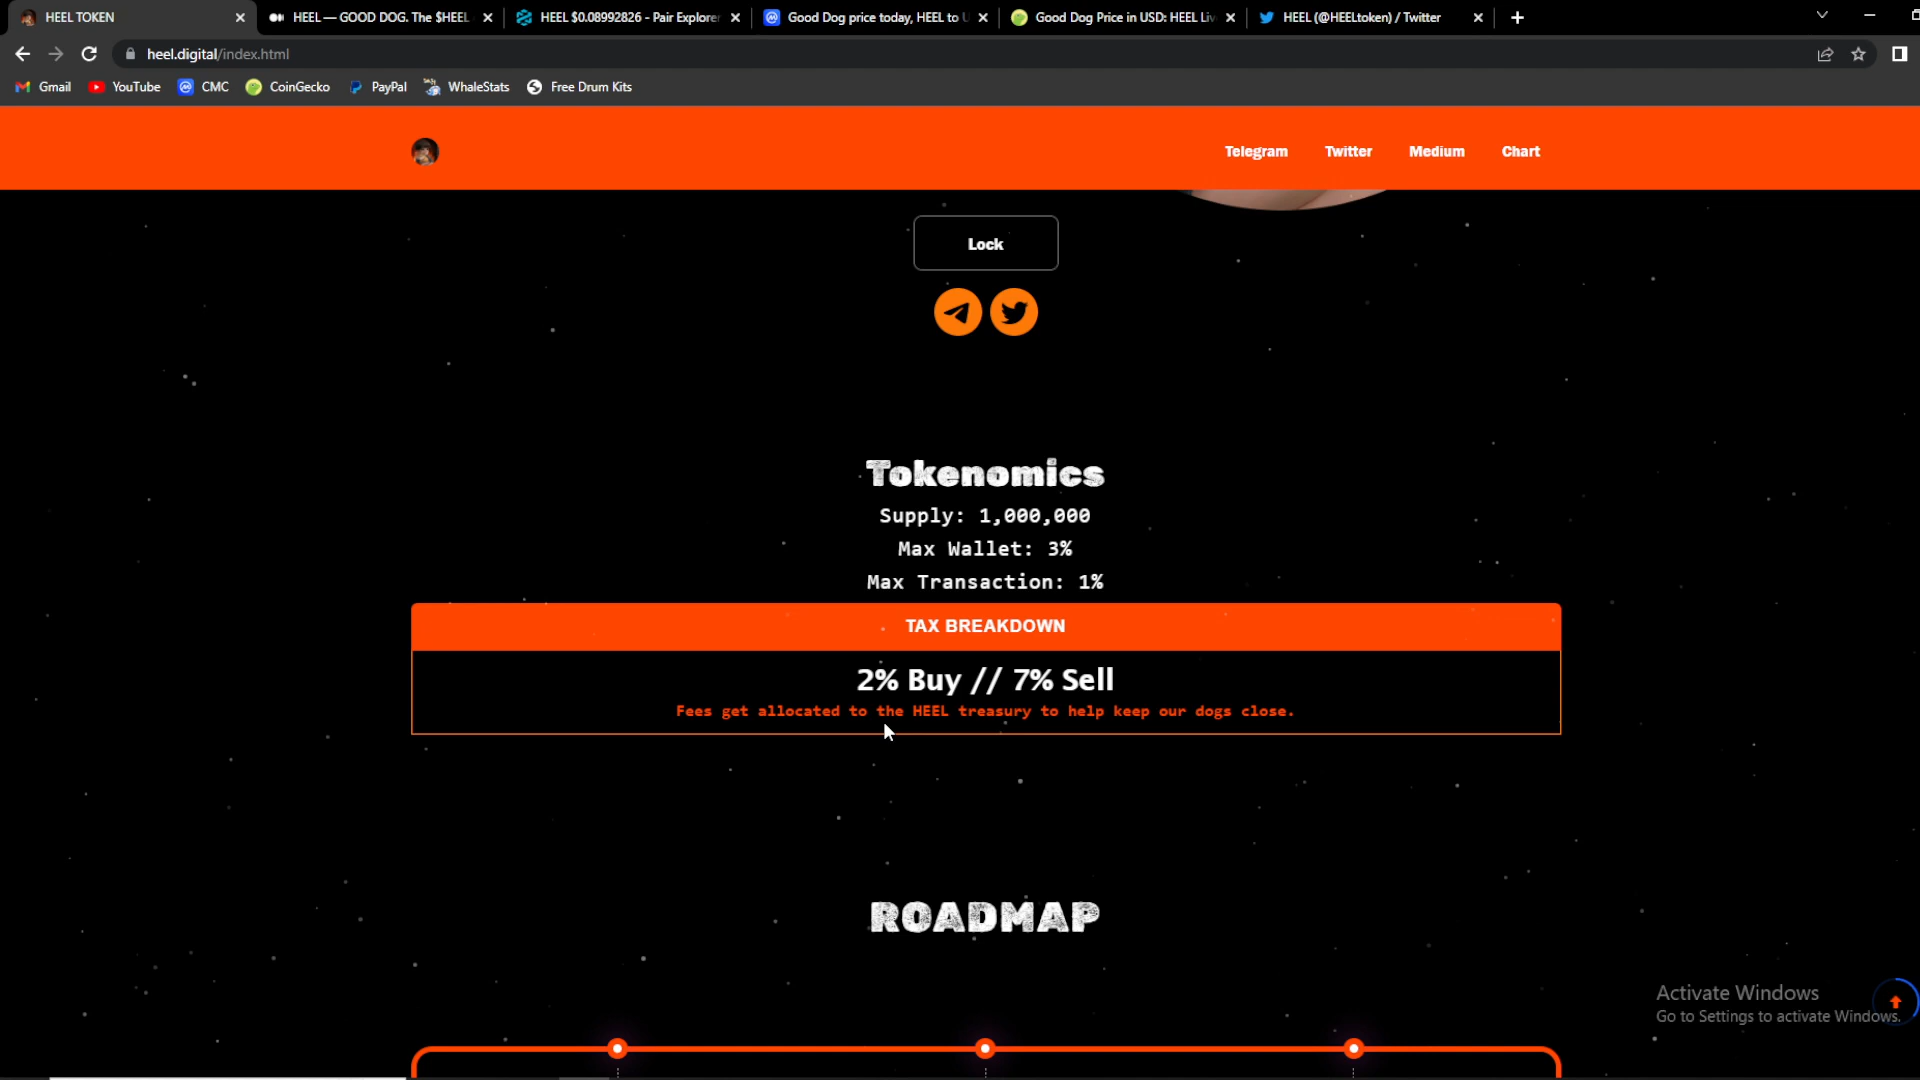 HEEL TOKEN
HEEL — GOOD DOG. The $HEEL
HEEL $0.08992826 - Pair Explorer
Good Dog price today, HEEL to U
Good Dog Price in USD: HEEL Liv
HEEL (@HEELtoken) / Twitter
heel.digital/index.html
Gmail
YouTube
CMC
CoinGecko
PayPal
WhaleStats
Free Drum Kits
Telegram
Twitter
Medium
Chart
Lock
Tokenomics
Supply: 1,000,000
Max Wallet: 3%
Max Transaction: 1%
TAX BREAKDOWN
2% Buy // 7% Sell
Fees get allocated to the HEEL treasury to help keep our dogs close.
ROADMAP
Activate Windows
Go to Settings to activate Windows.